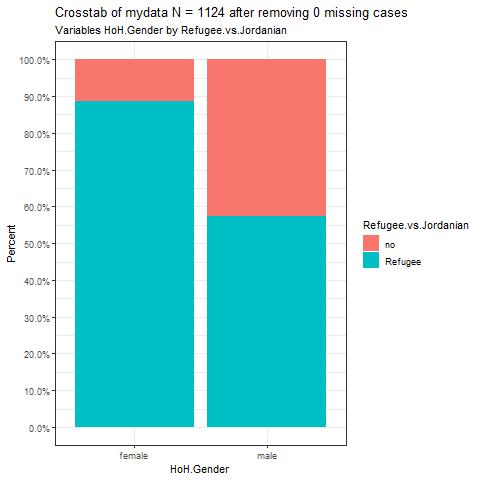 Crosstab of mydata N = 1124 after removing 0 missing cases
Variables HoH.Gender by Refugee.vs.Jordanian
100.0%
90.0%
80.0%
70.0%
60.0%
50.0%
40.0%
30.0%
20.0%
10.0%
0.0%
Percent
female
male
HoH.Gender
Refugee.vs.Jordanian
no
Refugee